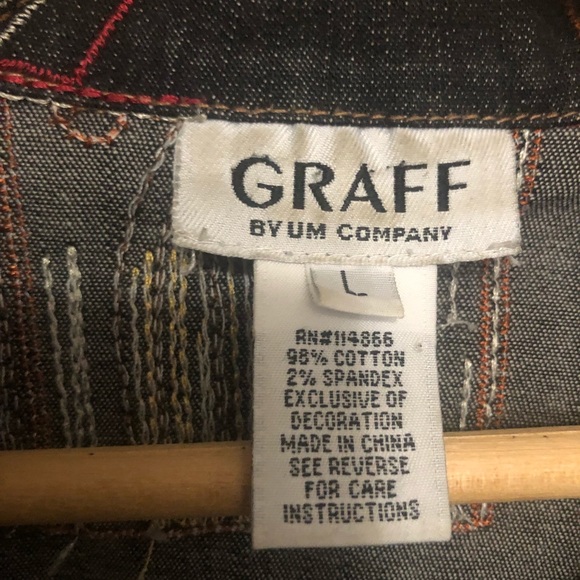 GRAFF
BY UM COMPANY
L
RN#114866
98% COTTON
2% SPANDEX
EXCLUSIVE OF
DECORATION
MADE IN CHINA
SEE REVERSE
FOR CARE
INSTRUCTIONS